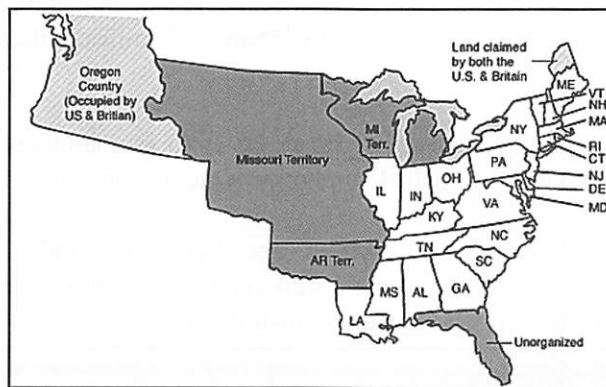 Oregon
Country
(Occupied by
US & Britian)
Missouri Territory
MI
Terr.
AR Terr.
Land claimed
by both the
U.S. & Britain
ME
VT
NH
MA
NY
RI
CT
PA
NJ
DE
MD
IL
IN
OH
VA
KY
NC
TN
SC
MS
AL
GA
LA
Unorganized